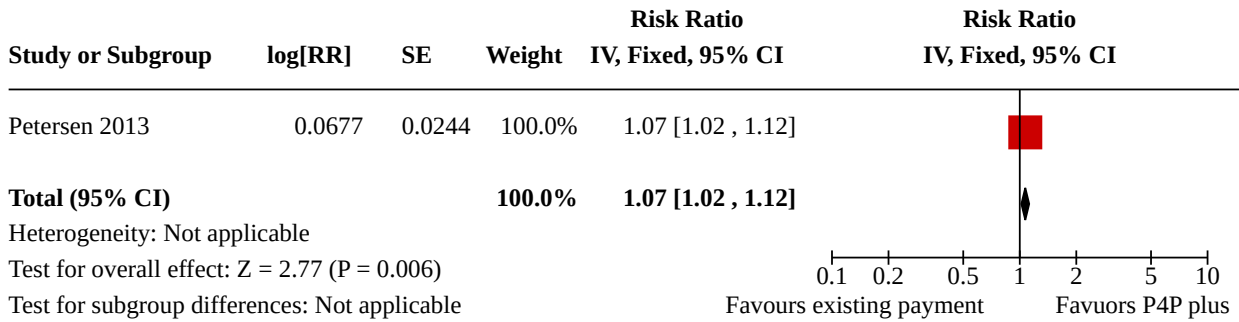 Risk Ratio Risk Ratio
Study or Subgroup log[RR] SE Weight IV, Fixed, 95% CI IV, Fixed, 95% CI
Petersen 2013 0.0677 0.0244 100.0% 1.07 [1.02 , 1.12]
Total (95% CI) 100.0% 1.07 [1.02 , 1.12]
Heterogeneity: Not applicable
Test for overall effect: Z = 2.77 (P = 0.006)
0.1 0.2 0.5 1 2 5 10
Test for subgroup differences: Not applicable Favours existing payment Favuors P4P plus